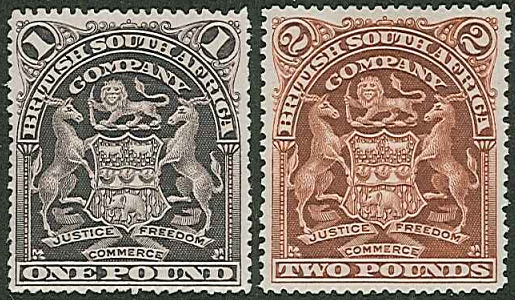 1 1
BRITISH SOUTH AFRICA
COMPANY
JUSTICE FREEDOM
COMMERCE
ONE POUND
2 2
BRITISH SOUTH AFRICA
COMPANY
JUSTICE FREEDOM
COMMERCE
TWO POUNDS